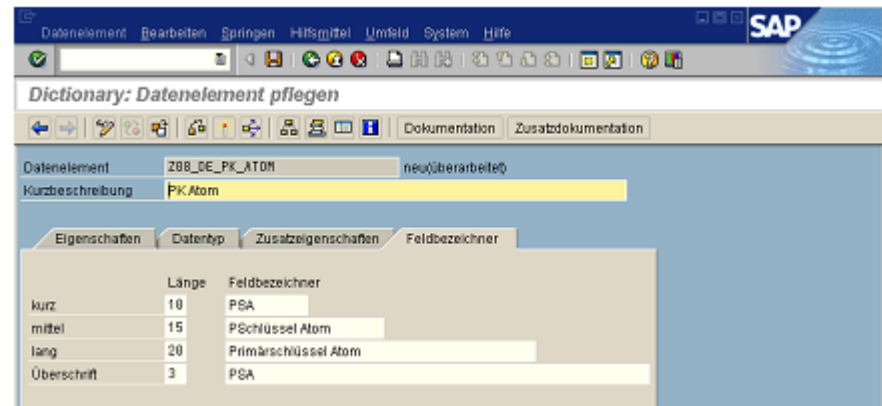 Datenelement Bearbeiten Springen Hilfsmittel Umfeld System Hilfe
SAP
Dictionary: Datenelement pflegen
Dokumentation Zusatzdokumentation
Datenelement Z88_DE_PK_ATOM neu(überarbeitet)
Kurzbeschreibung PK Atom
Eigenschaften Datentyp Zusatzeigenschaften Feldbezeichner
Länge Feldbezeichner
kurz 10 PSA
mittel 15 PSchlüssel Atom
lang 20 Primärschlüssel Atom
Überschrift 3 PSA